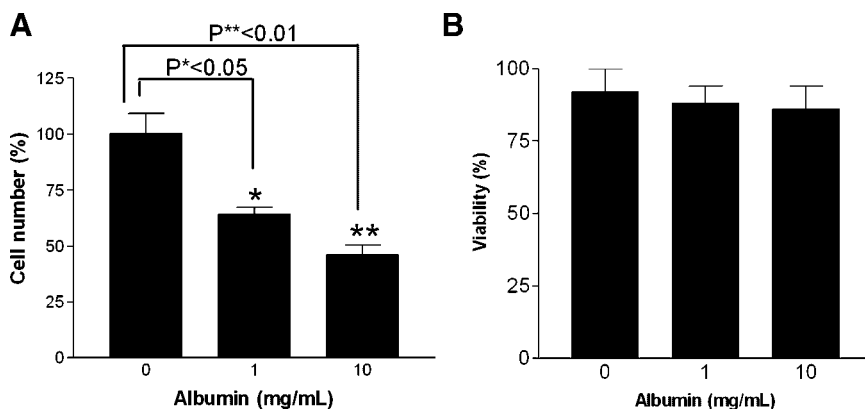 A
P**<0.01
P*<0.05
Cell number (%)
125
100
75
50
25
0
*
**
0 1 10
Albumin (mg/mL)
B
Viability (%)
100
75
50
25
0
0 1 10
Albumin (mg/mL)